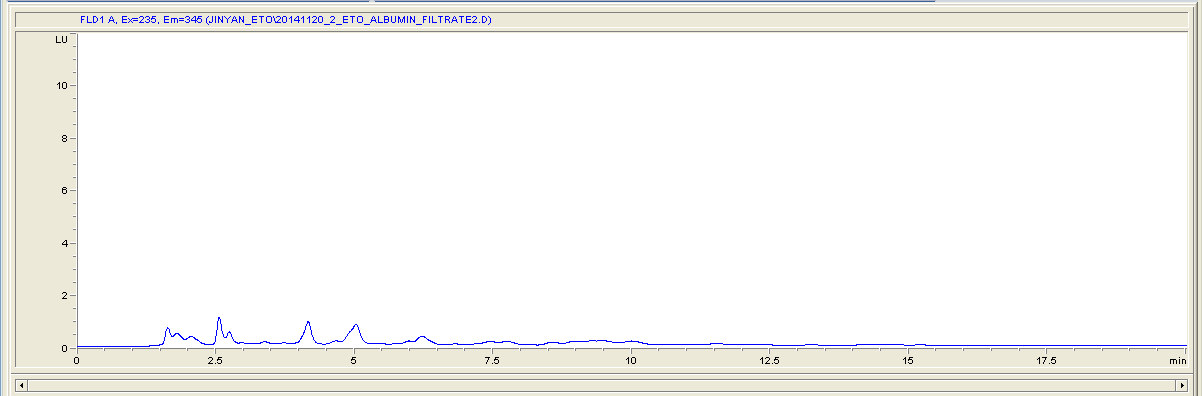 FLD1 A, Ex=235, Em=345 (JINYAN_ETO\20141120_2_ETO_ALBUMIN_FILTRATE2.D)
LU
10
8
6
4
2
0
0 2.5 5 7.5 10 12.5 15 17.5 min